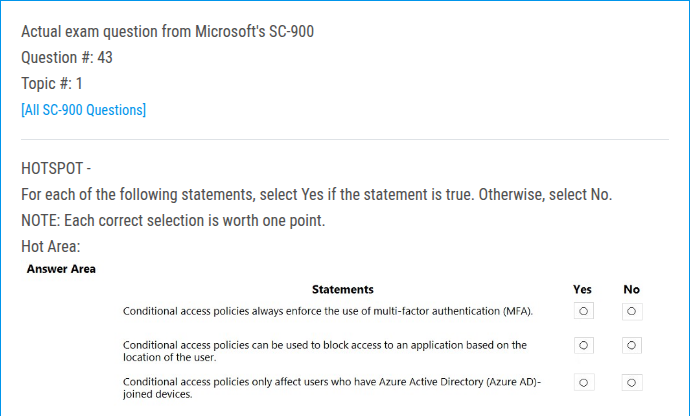 Actual exam question from Microsoft's SC-900
Question #: 43
Topic #: 1
[All SC-900 Questions]
HOTSPOT -
For each of the following statements, select Yes if the statement is true. Otherwise, select No.
NOTE: Each correct selection is worth one point.
Hot Area:
Answer Area
Statements Yes No
Conditional access policies always enforce the use of multi-factor authentication (MFA).
Conditional access policies can be used to block access to an application based on the
location of the user.
Conditional access policies only affect users who have Azure Active Directory (Azure AD)-
joined devices.